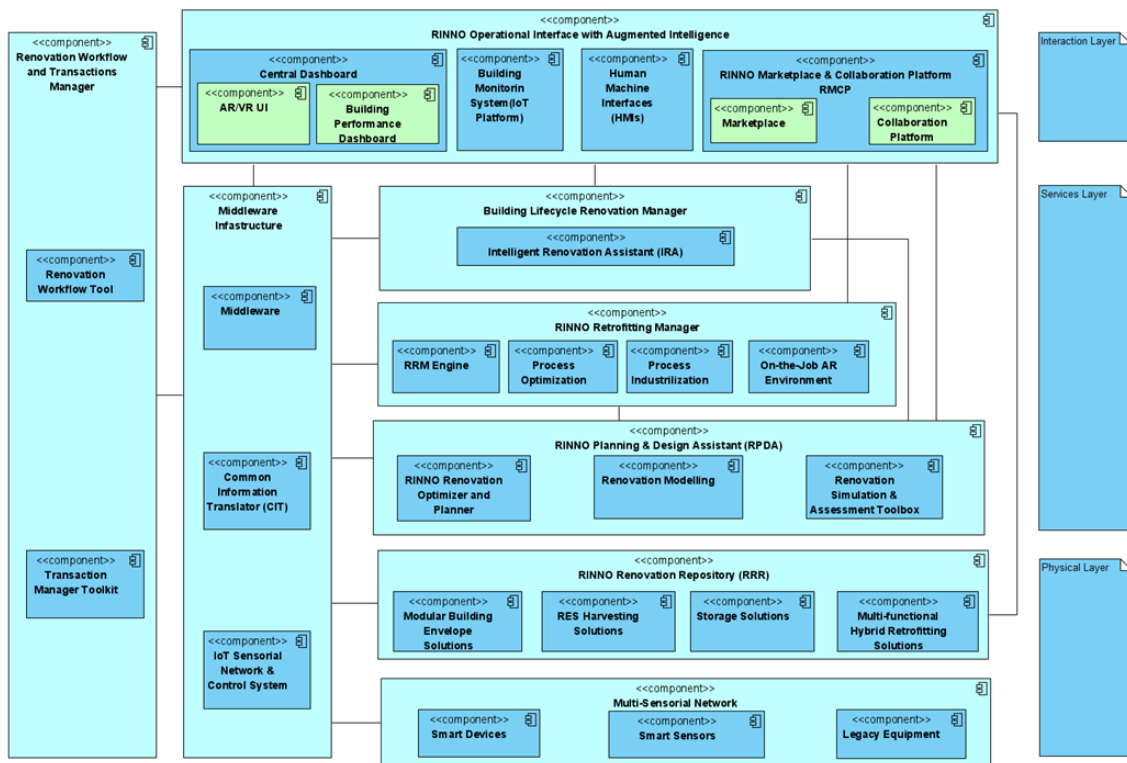 <<component>>
Renovation Workflow
and Transactions
Manager
<<component>>
Renovation
Workflow Tool
<<component>>
Transaction
Manager Toolkit
<<component>>
RINNO Operational Interface with Augmented Intelligence
<<component>>
Central Dashboard
<<component>>
AR/VR UI
<<component>>
Building
Performance
Dashboard
<<component>>
Building
Monitorin
System(IoT
Platform)
<<component>>
Human
Machine
Interfaces
(HMIs)
<<component>>
RINNO Marketplace & Collaboration Platform
RMCP
<<component>>
Marketplace
<<component>>
Collaboration
Platform
<<component>>
Middleware
Infastructure
<<component>>
Middleware
<<component>>
Common
Information
Translator (CIT)
<<component>>
IoT Sensorial
Network &
Control System
<<component>>
Building Lifecycle Renovation Manager
<<component>>
Intelligent Renovation Assistant (IRA)
<<component>>
RINNO Retrofitting Manager
<<component>>
RRM Engine
<<component>>
Process
Optimization
<<component>>
Process
Industrilization
<<component>>
On-the-Job AR
Environment
<<component>>
RINNO Planning & Design Assistant (RPDA)
<<component>>
RINNO Renovation
Optimizer and
Planner
<<component>>
Renovation Modelling
<<component>>
Renovation
Simulation &
Assessment Toolbox
<<component>>
RINNO Renovation Repository (RRR)
<<component>>
Modular Building
Envelope
Solutions
<<component>>
RES Harvesting
Solutions
<<component>>
Storage Solutions
<<component>>
Multi-functional
Hybrid Retrofitting
Solutions
<<component>>
Multi-Sensorial Network
<<component>>
Smart Devices
<<component>>
Smart Sensors
<<component>>
Legacy Equipment
Interaction Layer
Services Layer
Physical Layer